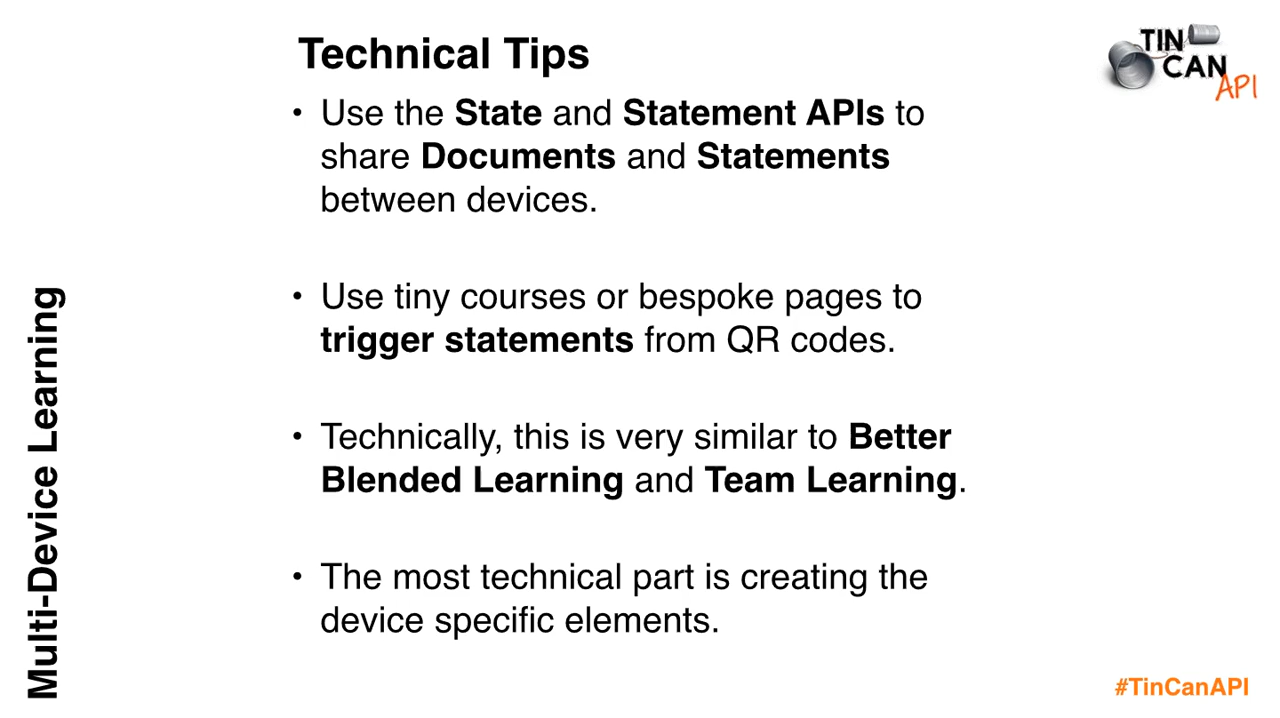 Technical Tips
TIN
CAN
API
• Use the State and Statement APIs to
share Documents and Statements
between devices.
• Use tiny courses or bespoke pages to
trigger statements from QR codes.
• Technically, this is very similar to Better
Blended Learning and Team Learning.
• The most technical part is creating the
device specific elements.
Multi-Device Learning
#TinCanAPI